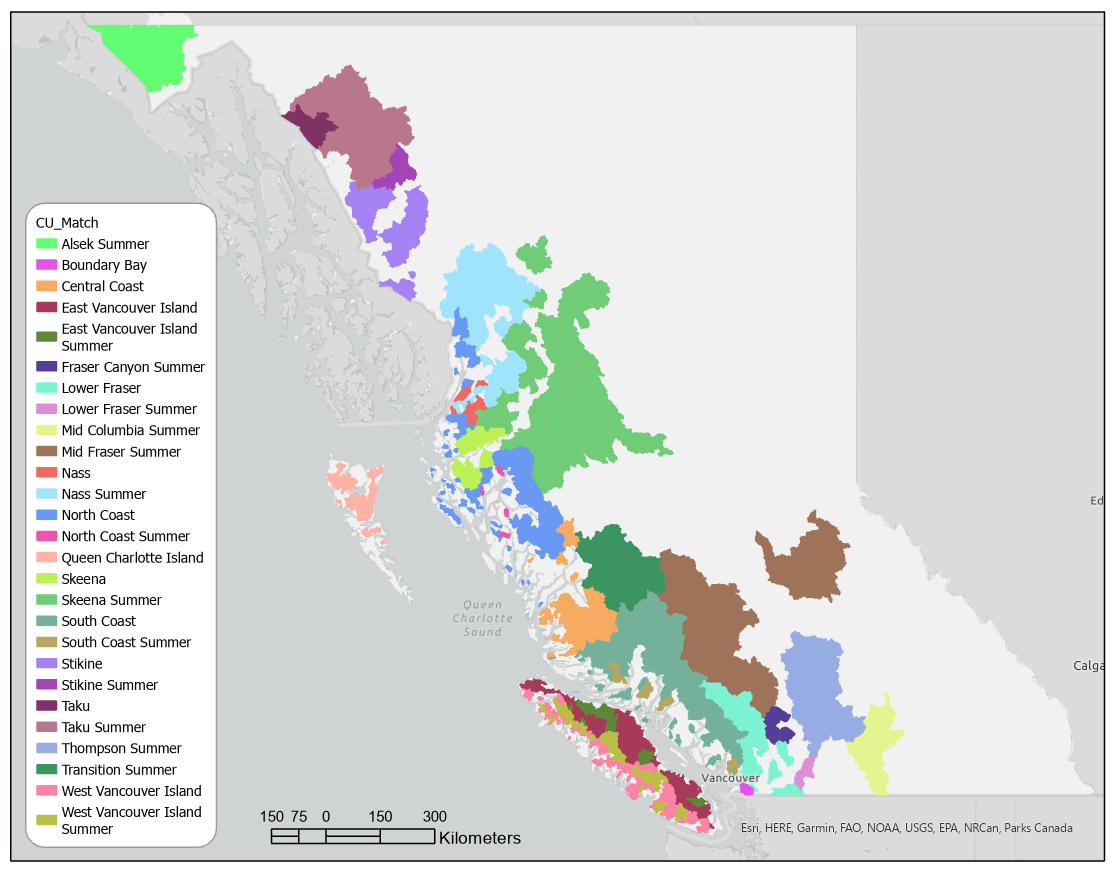 CU_Match
Alsek Summer
Boundary Bay
Central Coast
East Vancouver Island
East Vancouver Island
Summer
Fraser Canyon Summer
Lower Fraser
Lower Fraser Summer
Mid Columbia Summer
Mid Fraser Summer
Nass
Nass Summer
North Coast
North Coast Summer
Queen Charlotte Island
Skeena
Skeena Summer
South Coast
South Coast Summer
Stikine
Stikine Summer
Taku
Taku Summer
Thompson Summer
Transition Summer
West Vancouver Island
West Vancouver Island
Summer
Queen
Charlotte
Sound
Ed
Calga
Vancouver
150 75 0 150 300
Kilometers
Esri, HERE, Garmin, FAO, NOAA, USGS, EPA, NRCan, Parks Canada